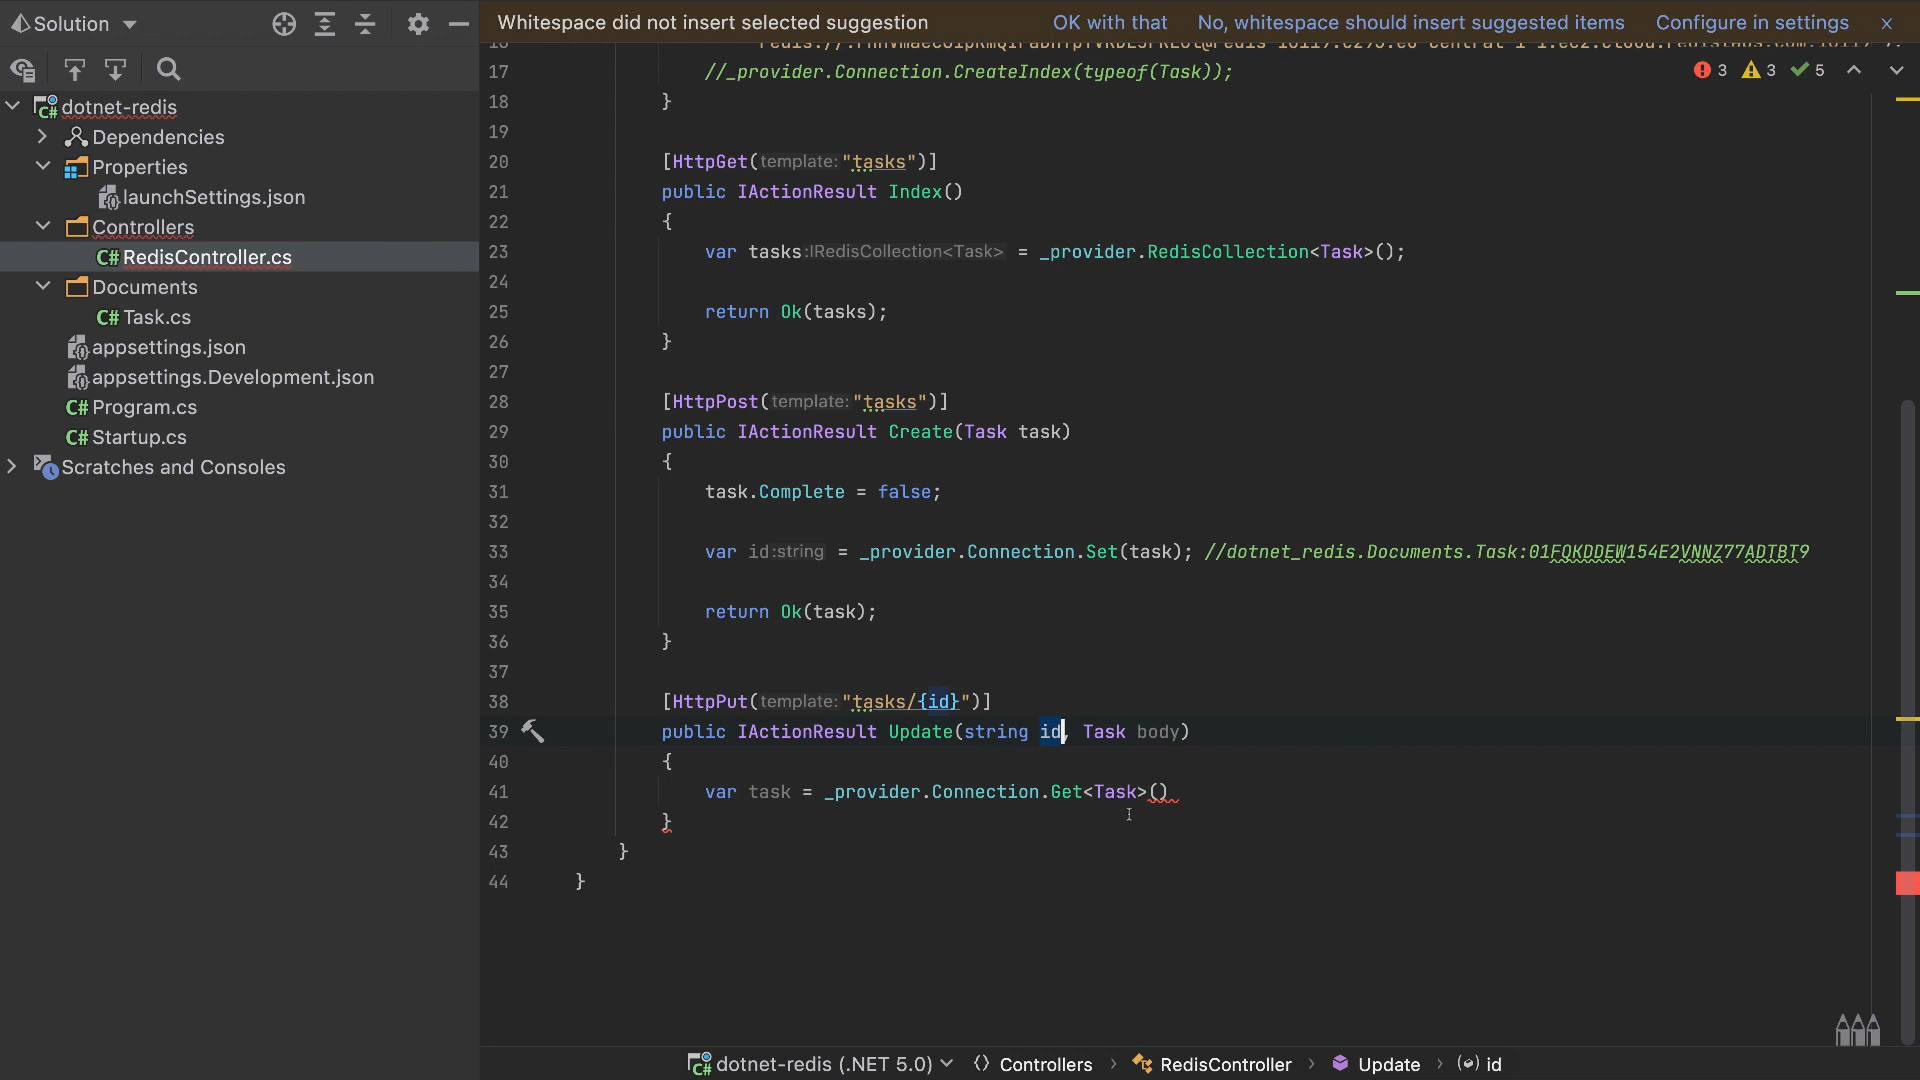 Solution
Whitespace did not insert selected suggestion OK with that No, whitespace should insert suggested items Configure in settings
dotnet-redis
Dependencies
Properties
launchSettings.json
Controllers
C# RedisController.cs
Documents
C# Task.cs
appsettings.json
appsettings.Development.json
C# Program.cs
C# Startup.cs
Scratches and Consoles
3 3 5
17 //_provider.Connection.CreateIndex(typeof(Task));
18 }
19
20 [HttpGet(template:"tasks")]
21 public IActionResult Index()
22 {
23 var tasks:IRedisCollection<Task> = _provider.RedisCollection<Task>();
24
25 return Ok(tasks);
26 }
27
28 [HttpPost(template:"tasks")]
29 public IActionResult Create(Task task)
30 {
31 task.Complete = false;
32
33 var id:string = _provider.Connection.Set(task); //dotnet_redis.Documents.Task:01FQKDDEW154E2VNNZ77ADTBT9
34
35 return Ok(task);
36 }
37
38 [HttpPut(template:"tasks/{id}")]
39 public IActionResult Update(string id, Task body)
40 {
41 var task = _provider.Connection.Get<Task>()
42 }
43 }
44 }
dotnet-redis (.NET 5.0) Controllers RedisController Update id